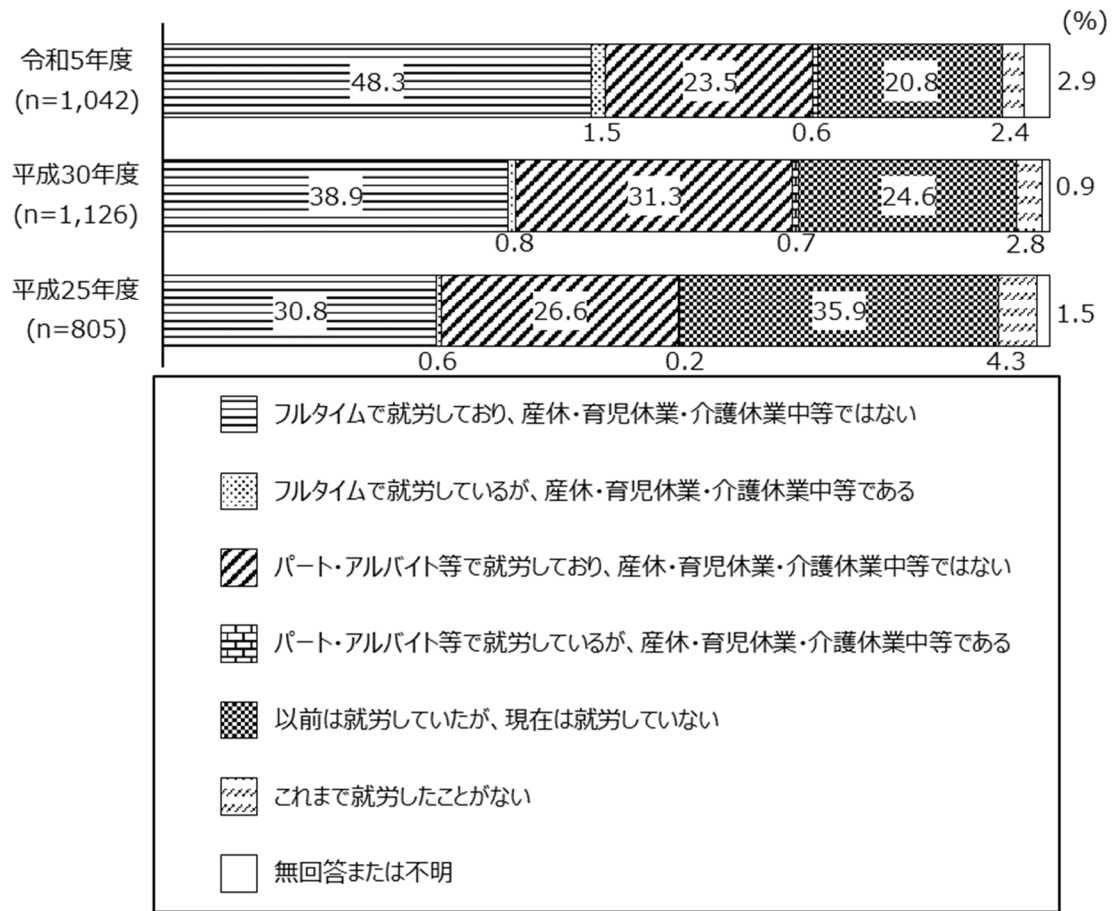 (%)
令和5年度
(n=1,042)
48.3
23.5
20.8
2.9
1.5
0.6
2.4
平成30年度
(n=1,126)
38.9
31.3
24.6
0.9
0.8
0.7
2.8
平成25年度
(n=805)
30.8
26.6
35.9
1.5
0.6
0.2
4.3
フルタイムで就労しており、産休・育児休業・介護休業中等ではない
フルタイムで就労しているが、産休・育児休業・介護休業中等である
パート・アルバイト等で就労しており、産休・育児休業・介護休業中等ではない
パート・アルバイト等で就労しているが、産休・育児休業・介護休業中等である
以前は就労していたが、現在は就労していない
これまで就労したことがない
無回答または不明